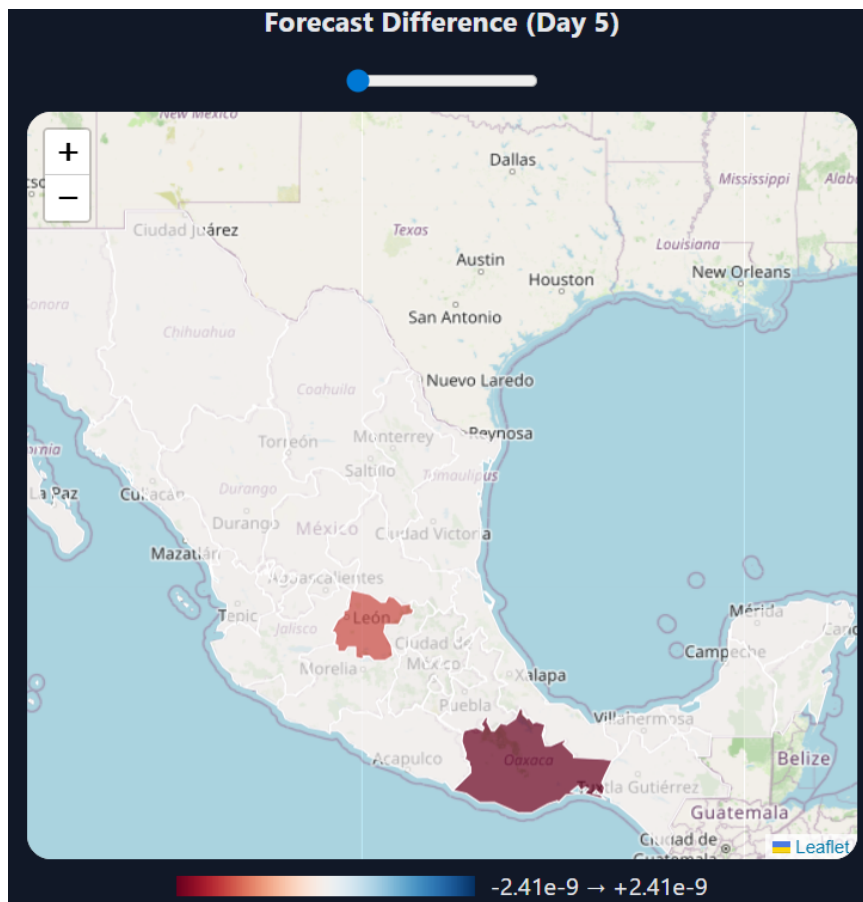 Forecast Difference (Day 5)
New Mexico
+
−
Dallas
Mississippi
Ciudad Juárez
Texas
Louisiana
Austin
New Orleans
Houston
Sonora
San Antonio
Chihuahua
Nuevo Laredo
Coahuila
Reynosa
Torreón
Monterrey
Saltillo
Tamaulipas
La Paz
Culiacán
Durango
Durango
México
Ciudad Victoria
Mazatlán
Aguascalientes
Mérida
Tepic
León
Jalisco
Ciudad de
México
Campeche
Morelia
Xalapa
Puebla
Villahermosa
Acapulco
Oaxaca
Belize
Tuxtla Gutiérrez
Guatemala
Ciudad de
Guatemala
Leaflet
-2.41e-9 → +2.41e-9